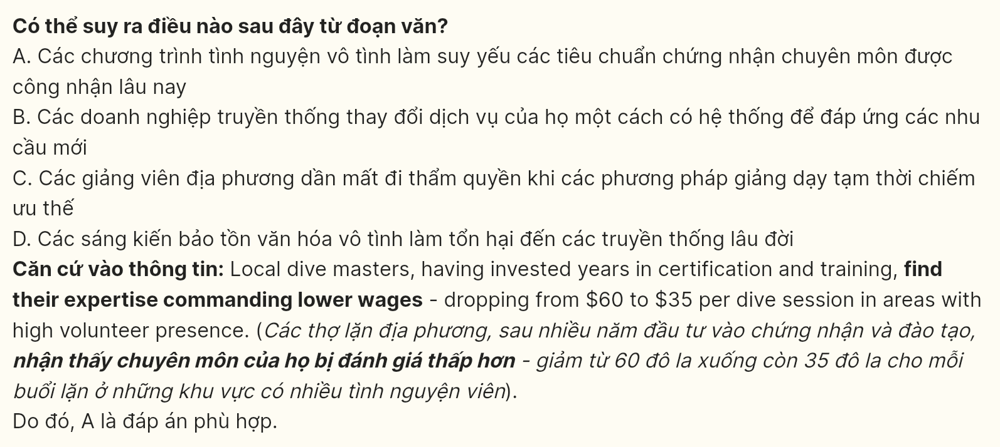 Có thể suy ra điều nào sau đây từ đoạn văn?
A. Các chương trình tình nguyện vô tình làm suy yếu các tiêu chuẩn chứng nhận chuyên môn được
công nhận lâu nay
B. Các doanh nghiệp truyền thống thay đổi dịch vụ của họ một cách có hệ thống để đáp ứng các nhu
cầu mới
C. Các giảng viên địa phương dần mất đi thẩm quyền khi các phương pháp giảng dạy tạm thời chiếm
ưu thế
D. Các sáng kiến bảo tồn văn hóa vô tình làm tổn hại đến các truyền thống lâu đời
Căn cứ vào thông tin: Local dive masters, having invested years in certification and training, find
their expertise commanding lower wages - dropping from $60 to $35 per dive session in areas with
high volunteer presence. (Các thợ lặn địa phương, sau nhiều năm đầu tư vào chứng nhận và đào tạo,
nhận thấy chuyên môn của họ bị đánh giá thấp hơn - giảm từ 60 đô la xuống còn 35 đô la cho mỗi
buổi lặn ở những khu vực có nhiều tình nguyện viên).
Do đó, A là đáp án phù hợp.